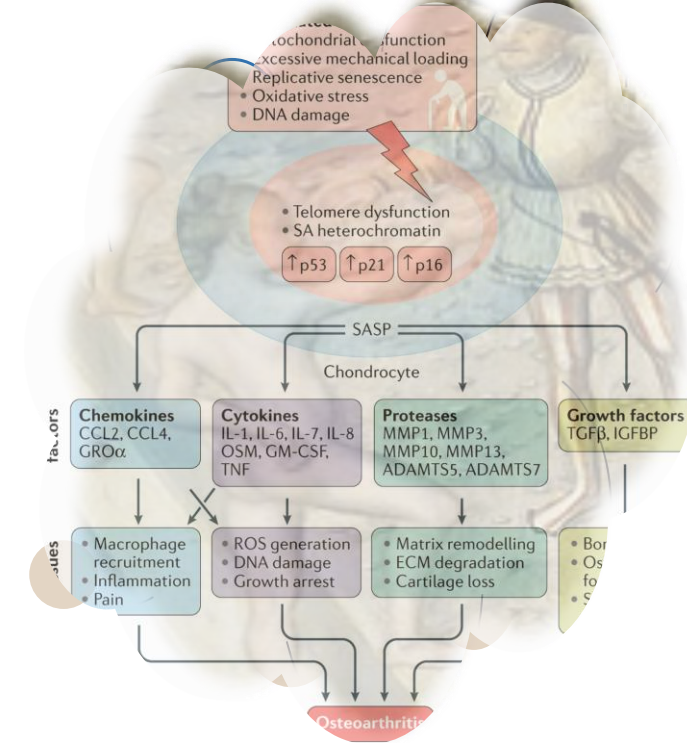 mitochondrial dysfunction
Excessive mechanical loading
Replicative senescence
• Oxidative stress
• DNA damage
• Telomere dysfunction
• SA heterochromatin
↑p53 ↑p21 ↑p16
SASP
Chondrocyte
factors
Chemokines
CCL2, CCL4,
GROα
Cytokines
IL-1, IL-6, IL-7, IL-8
OSM, GM-CSF,
TNF
Proteases
MMP1, MMP3,
MMP10, MMP13,
ADAMTS5, ADAMTS7
Growth factors
TGFβ, IGFBP
• Macrophage
recruitment
• Inflammation
• Pain
• ROS generation
• DNA damage
• Growth arrest
• Matrix remodelling
• ECM degradation
• Cartilage loss
Osteoarthritis